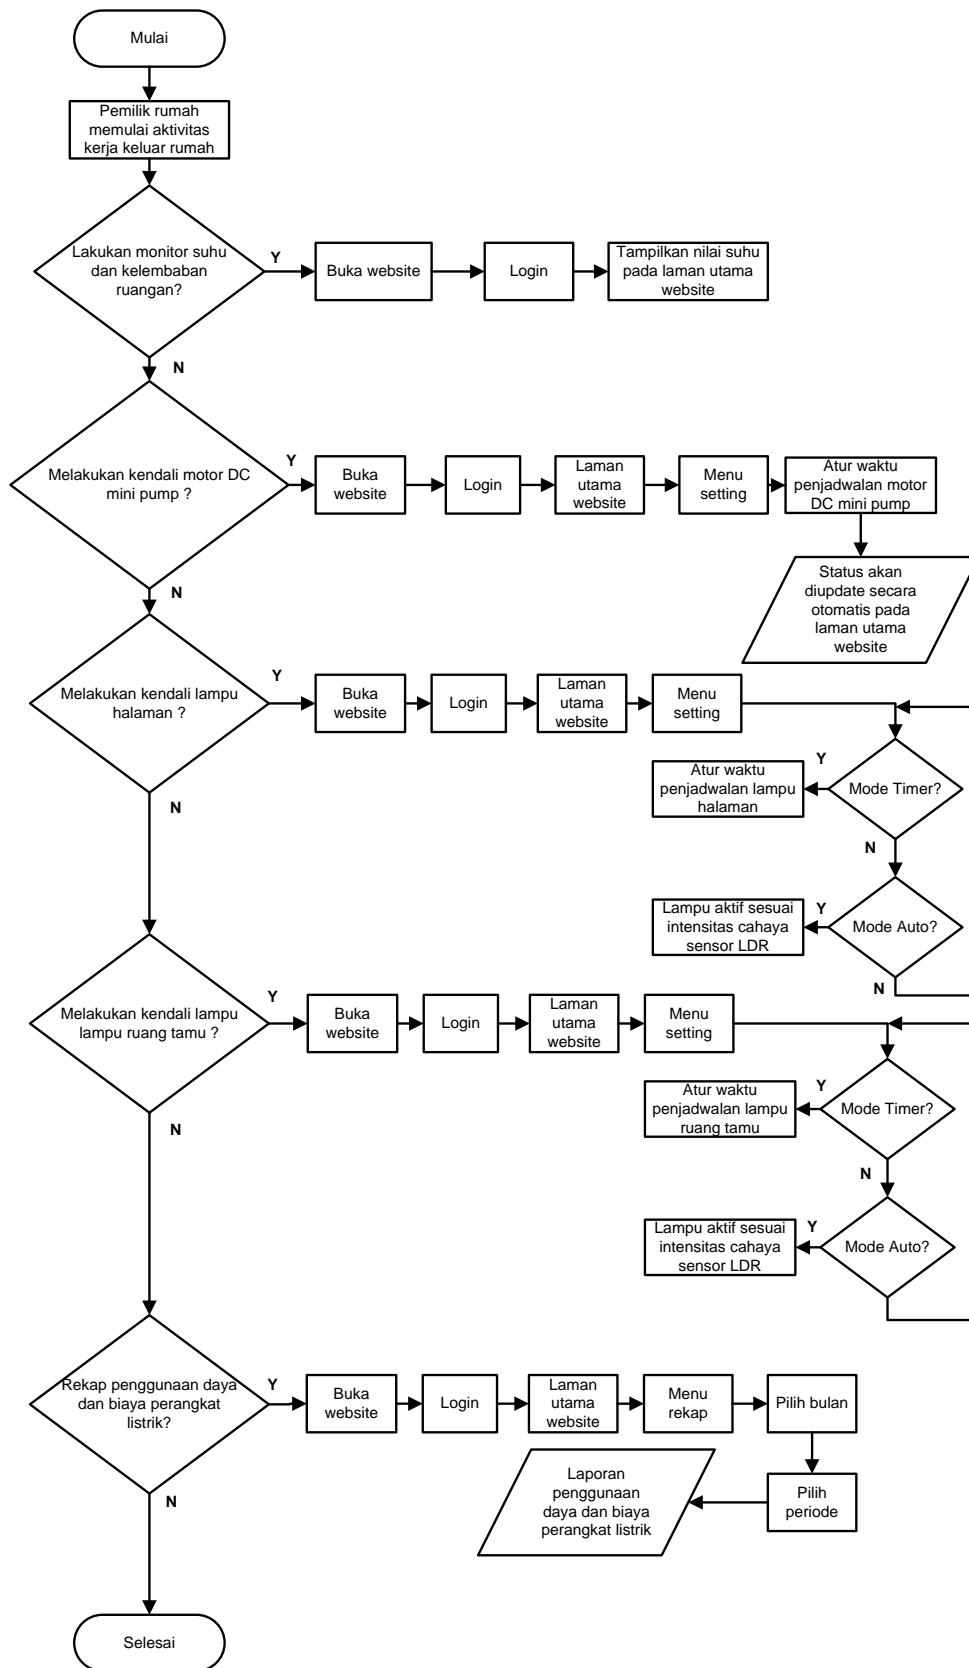 Mulai
Pemilik rumah
memulai aktivitas
kerja keluar rumah
Lakukan monitor suhu
dan kelembaban
ruangan?
Y
Buka website
Login
Tampilkan nilai suhu
pada laman utama
website
N
Melakukan kendali motor DC
mini pump ?
Y
Buka
website
Login
Laman
utama
website
Menu
setting
Atur waktu
penjadwalan motor
DC mini pump
Status akan
diupdate secara
otomatis pada
laman utama
website
N
Melakukan kendali lampu
halaman ?
Y
Buka
website
Login
Laman
utama
website
Menu
setting
Mode Timer?
Y
Atur waktu
penjadwalan lampu
halaman
N
Mode Auto?
Y
Lampu aktif sesuai
intensitas cahaya
sensor LDR
N
N
Melakukan kendali lampu
lampu ruang tamu ?
Y
Buka
website
Login
Laman
utama
website
Menu
setting
Mode Timer?
Y
Atur waktu
penjadwalan lampu
ruang tamu
N
Mode Auto?
Y
Lampu aktif sesuai
intensitas cahaya
sensor LDR
N
Rekap penggunaan daya
dan biaya perangkat
listrik?
Y
Buka
website
Login
Laman
utama
website
Menu
rekap
Pilih bulan
Pilih
periode
Laporan
penggunaan
daya dan biaya
perangkat listrik
N
Selesai